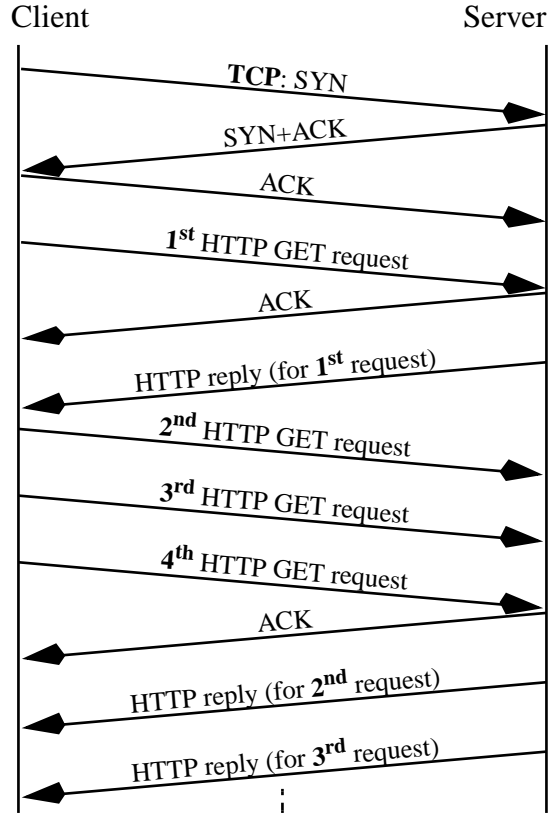 Client Server
TCP: SYN
SYN+ACK
ACK
1st HTTP GET request
ACK
HTTP reply (for 1st request)
2nd HTTP GET request
3rd HTTP GET request
4th HTTP GET request
ACK
HTTP reply (for 2nd request)
HTTP reply (for 3rd request)